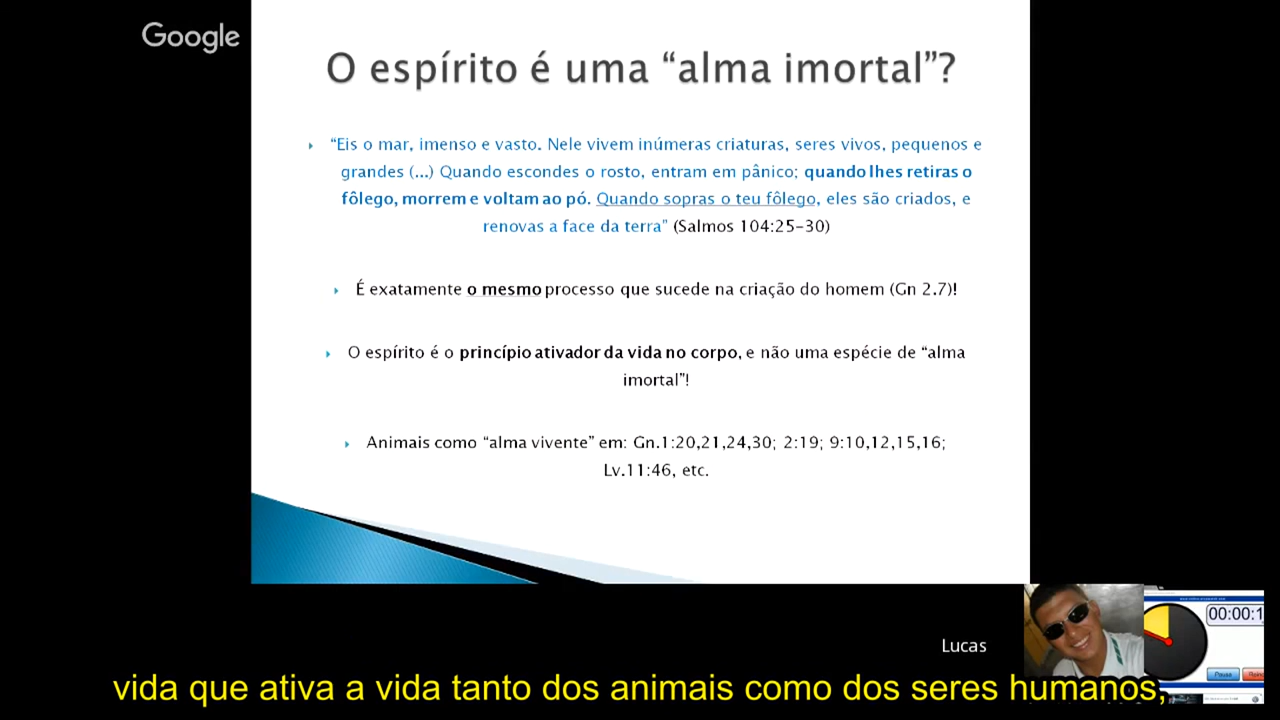 Google
O espírito é uma “alma imortal”?
“Eis o mar, imenso e vasto. Nele vivem inúmeras criaturas, seres vivos, pequenos e
grandes (...) Quando escondes o rosto, entram em pânico; quando lhes retiras o
fôlego, morrem e voltam ao pó. Quando sopras o teu fôlego, eles são criados, e
renovas a face da terra” (Salmos 104:25-30)
É exatamente o mesmo processo que sucede na criação do homem (Gn 2.7)!
O espírito é o princípio ativador da vida no corpo, e não uma espécie de “alma
imortal”!
Animais como “alma vivente” em: Gn.1:20,21,24,30; 2:19; 9:10,12,15,16;
Lv.11:46, etc.
00:00:1
Pause
Lucas
vida que ativa a vida tanto dos animais como dos seres humanos,